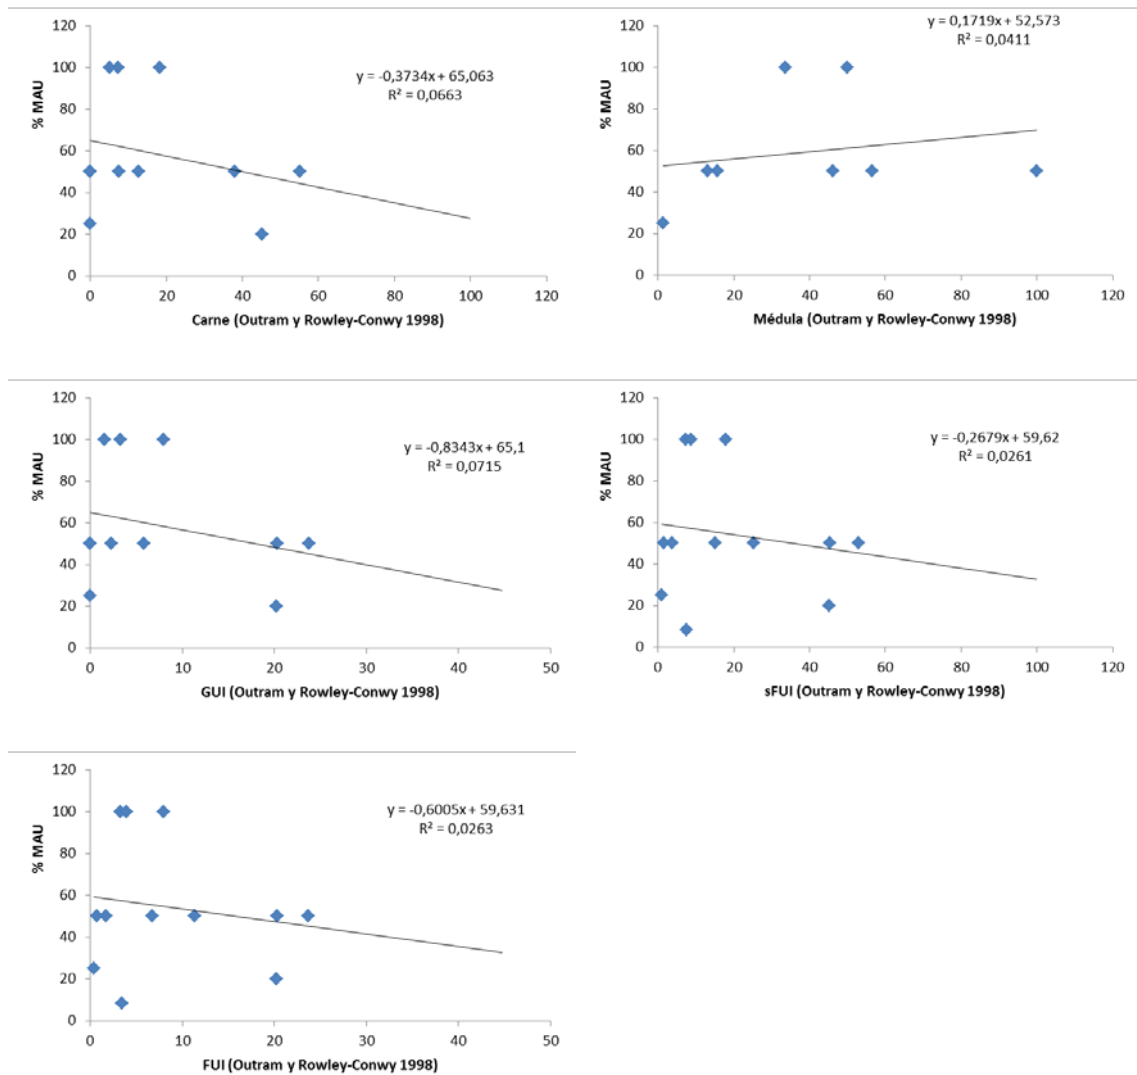 y = -0,3734x + 65,063
R² = 0,0663
% MAU
120
100
80
60
40
20
0
0 20 40 60 80 100 120
Carne (Outram y Rowley-Conwy 1998)
y = 0,1719x + 52,573
R² = 0,0411
% MAU
120
100
80
60
40
20
0
0 20 40 60 80 100 120
Médula (Outram y Rowley-Conwy 1998)
y = -0,8343x + 65,1
R² = 0,0715
% MAU
120
100
80
60
40
20
0
0 10 20 30 40 50
GUI (Outram y Rowley-Conwy 1998)
y = -0,2679x + 59,62
R² = 0,0261
% MAU
120
100
80
60
40
20
0
0 20 40 60 80 100 120
sFUI (Outram y Rowley-Conwy 1998)
y = -0,6005x + 59,631
R² = 0,0263
% MAU
120
100
80
60
40
20
0
0 10 20 30 40 50
FUI (Outram y Rowley-Conwy 1998)